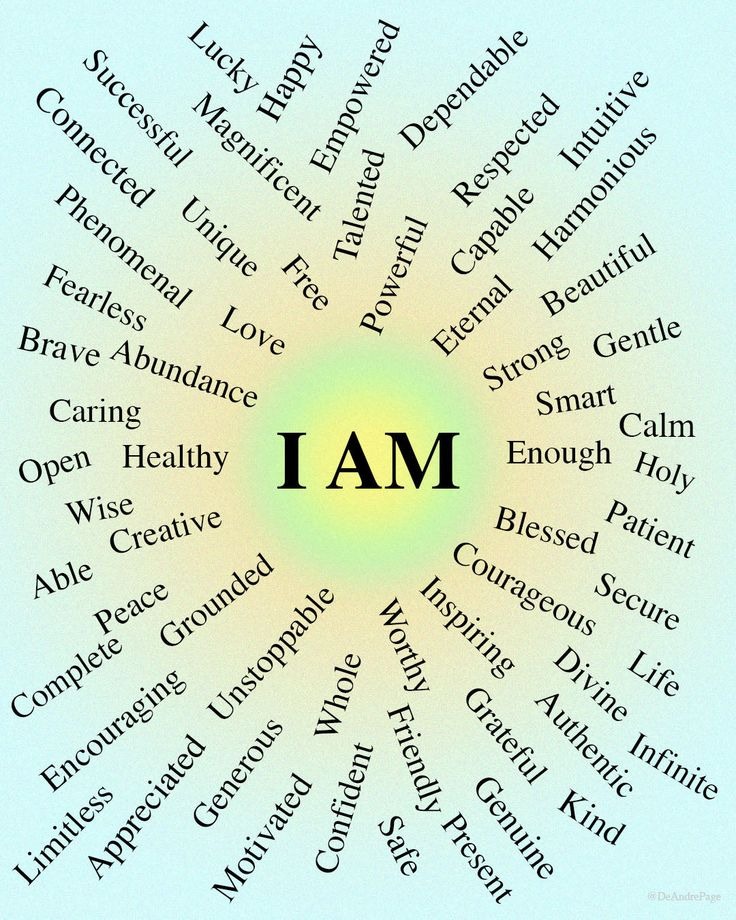 Lucky
Happy
Empowered
Dependable
Successful
Magnificent
Talented
Respected
Intuitive
Connected
Unique
Free
Powerful
Capable
Harmonious
Phenomenal
Love
Eternal
Beautiful
Fearless
Strong
Gentle
Brave
Abundance
Smart
Caring
Calm
I AM
Open
Healthy
Enough
Holy
Wise
Creative
Blessed
Patient
Able
Peace
Grounded
Courageous
Secure
Complete
Unstoppable
Worthy
Inspiring
Divine
Life
Encouraging
Whole
Friendly
Grateful
Authentic
Infinite
Limitless
Appreciated
Generous
Motivated
Confident
Safe
Present
Genuine
Kind
@DeAndrePage